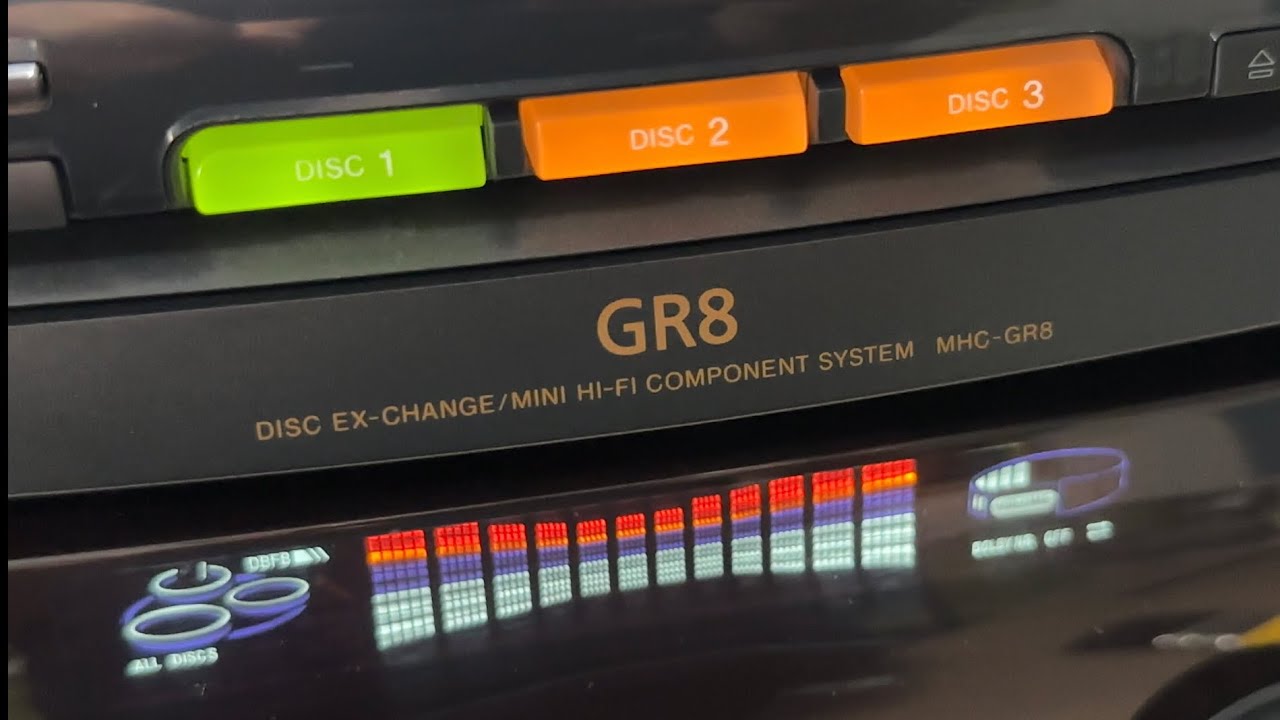 DISC 1
DISC 2
DISC 3
GR8
DISC EX-CHANGE/MINI HI-FI COMPONENT SYSTEM MHC-GR8
DBFB
ALL DISCS